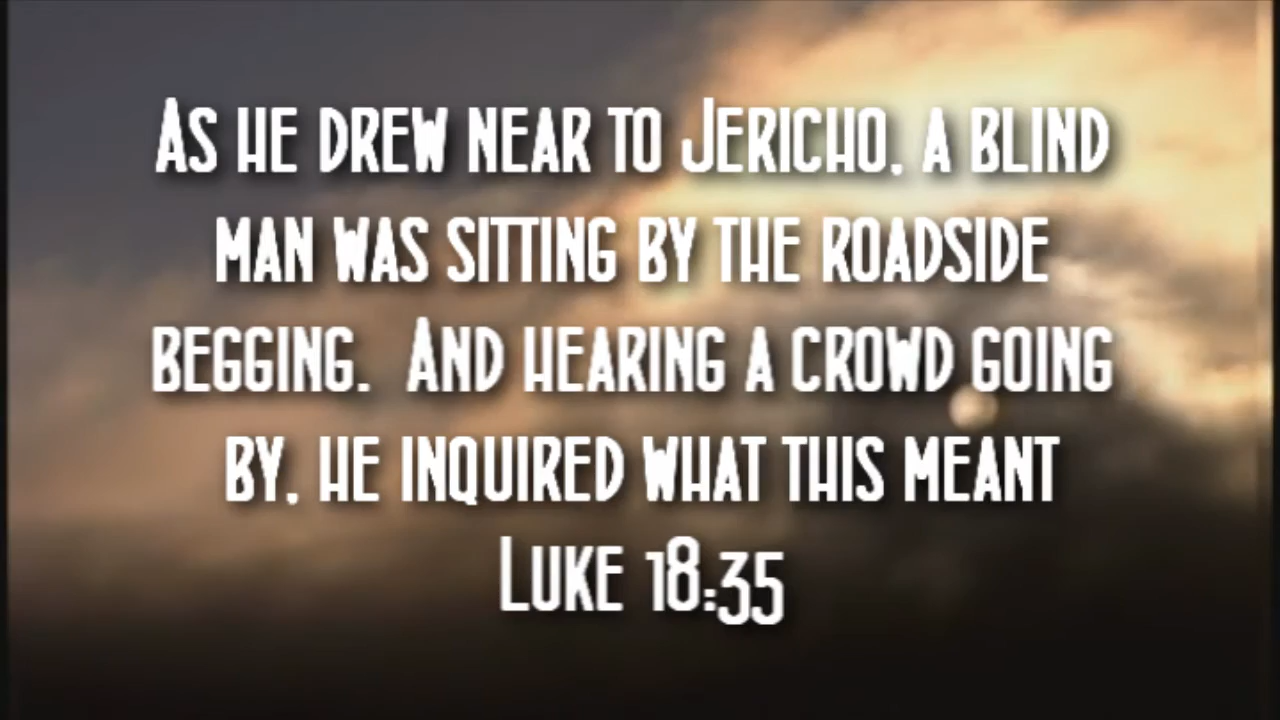 As he drew near to Jericho, a blind
man was sitting by the roadside
begging.  And hearing a crowd going
by, he inquired what this meant
Luke 18:35